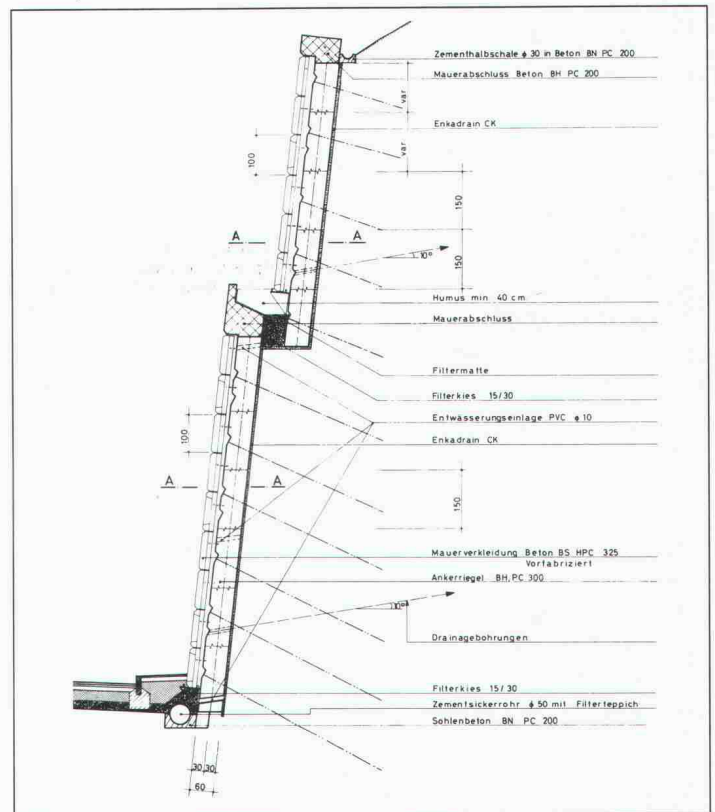 Zementhalbschale ϕ 30 in Beton BN PC 200
Mauerabschluss Beton BH PC 200
var
Enkadrain CK
100
var
150
A
A
10°
150
Humus min 40 cm
Mauerabschluss
Filtermatte
Filterkies 15/30
Entwässerungseinlage PVC ϕ 10
Enkadrain CK
100
A
A
150
Mauerverkleidung Beton BS HPC 325
Vorfabriziert
Ankerriegel BH, PC 300
10°
Drainagebohrungen
Filterkies 15/30
Zementsickerrohr ϕ 50 mit Filterteppich
Sohlenbeton BN PC 200
30 30
60